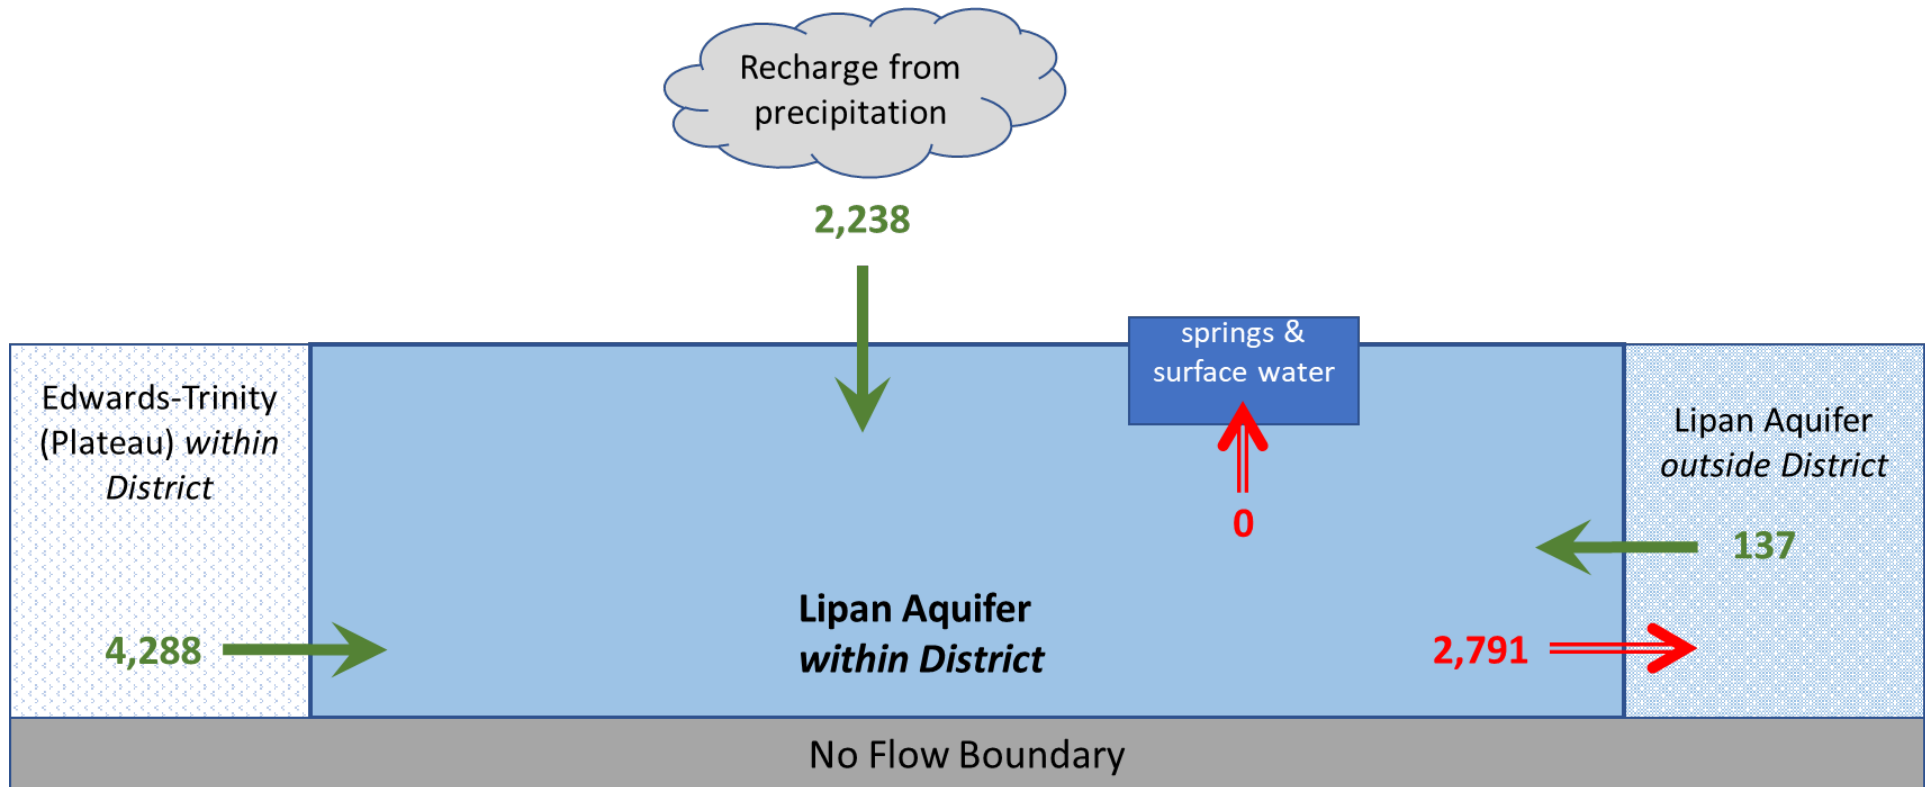 Recharge from
precipitation
2,238
springs &
surface water
Edwards-Trinity
(Plateau) within
District
Lipan Aquifer
outside District
0
137
Lipan Aquifer
within District
4,288
2,791
No Flow Boundary